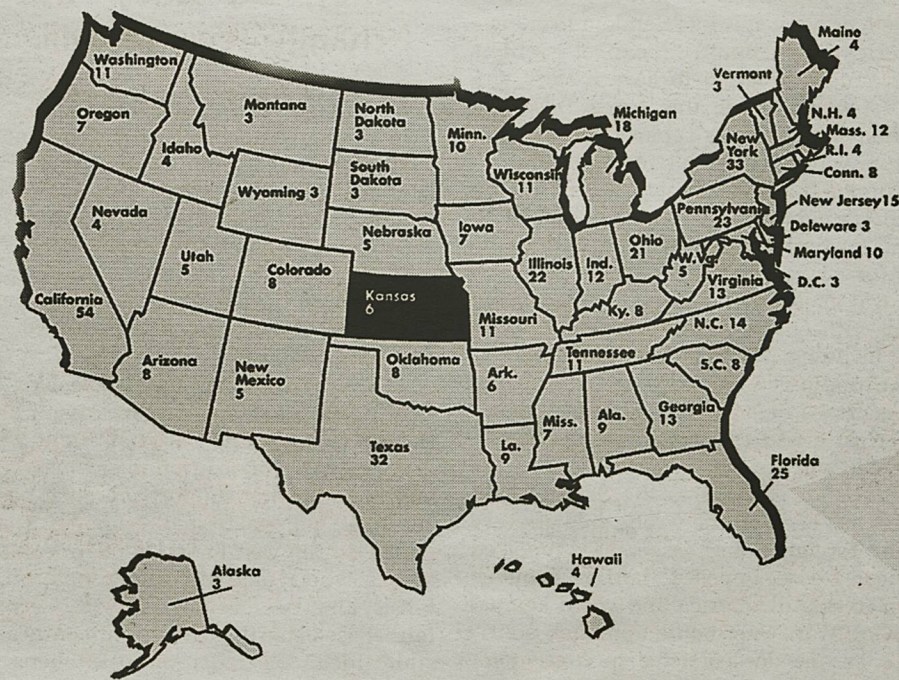 Washington
11
Oregon
7
Idaho
4
Montana
3
Wyoming 3
North
Dakota
3
South
Dakota
3
Nebraska
5
Nevada
4
Utah
5
Colorado
8
California
54
Arizona
8
New
Mexico
5
Kansas
6
Oklahoma
8
Texas
32
Minn.
10
Iowa
7
Missouri
11
Ark.
6
La.
9
Wisconsin
11
Illinois
22
Michigan
18
Ind.
12
Ohio
21
Ky. 8
Tennessee
11
Miss.
7
Ala.
9
Georgia
13
Florida
25
S.C. 8
N.C. 14
Virginia
13
W.Va.
5
Pennsylvania
23
New
York
33
Vermont
3
Maine
4
N.H. 4
Mass. 12
R.I. 4
Conn. 8
New Jersey15
Deleware 3
Maryland 10
D.C. 3
Alaska
3
Hawaii
4